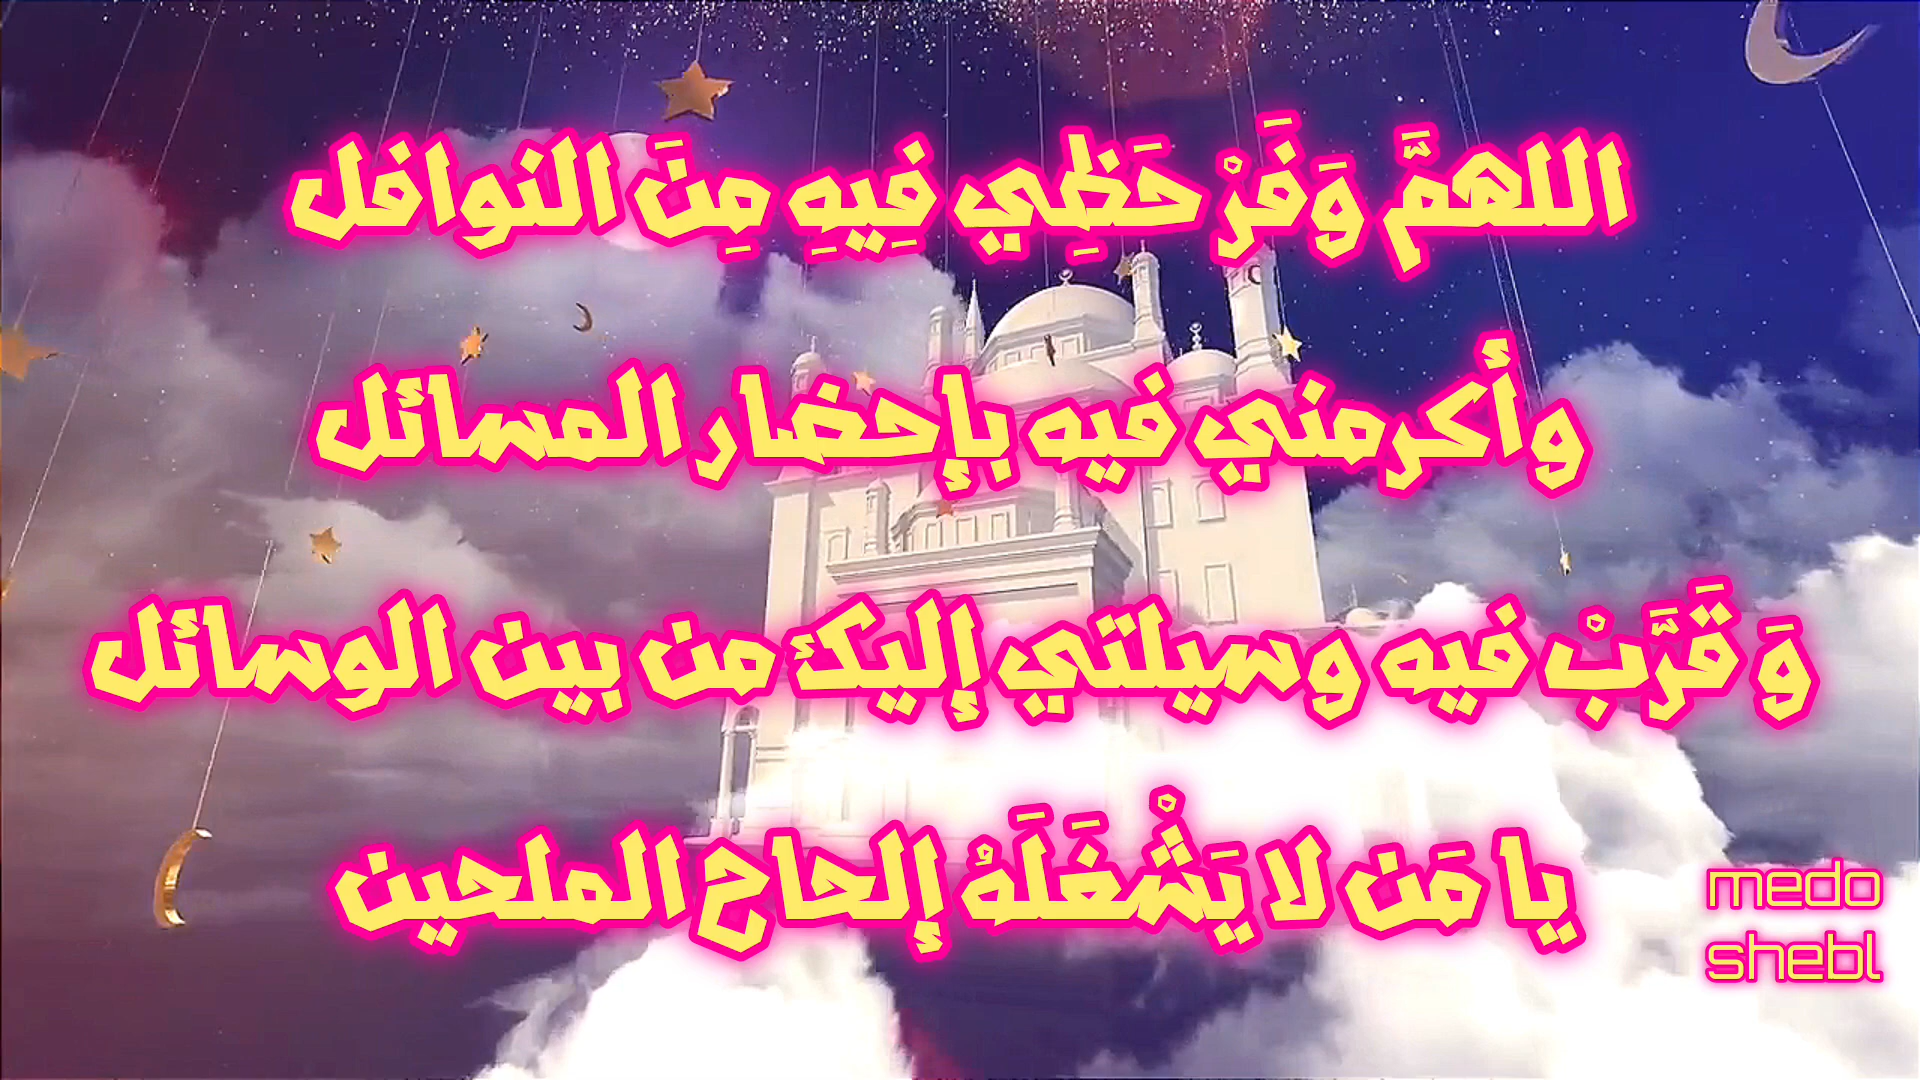 اللهمَّ وَفَرْ حَظِي فِيهِ مِنَ النوافل
وأكرمني فيه بإحضار المسائل
وَ قَرَّبْ فيه وسيلتي إليك من بين الوسائل
يا مَن لا يَشْغَلَهُ إلحاح الملحين
medo
shebl